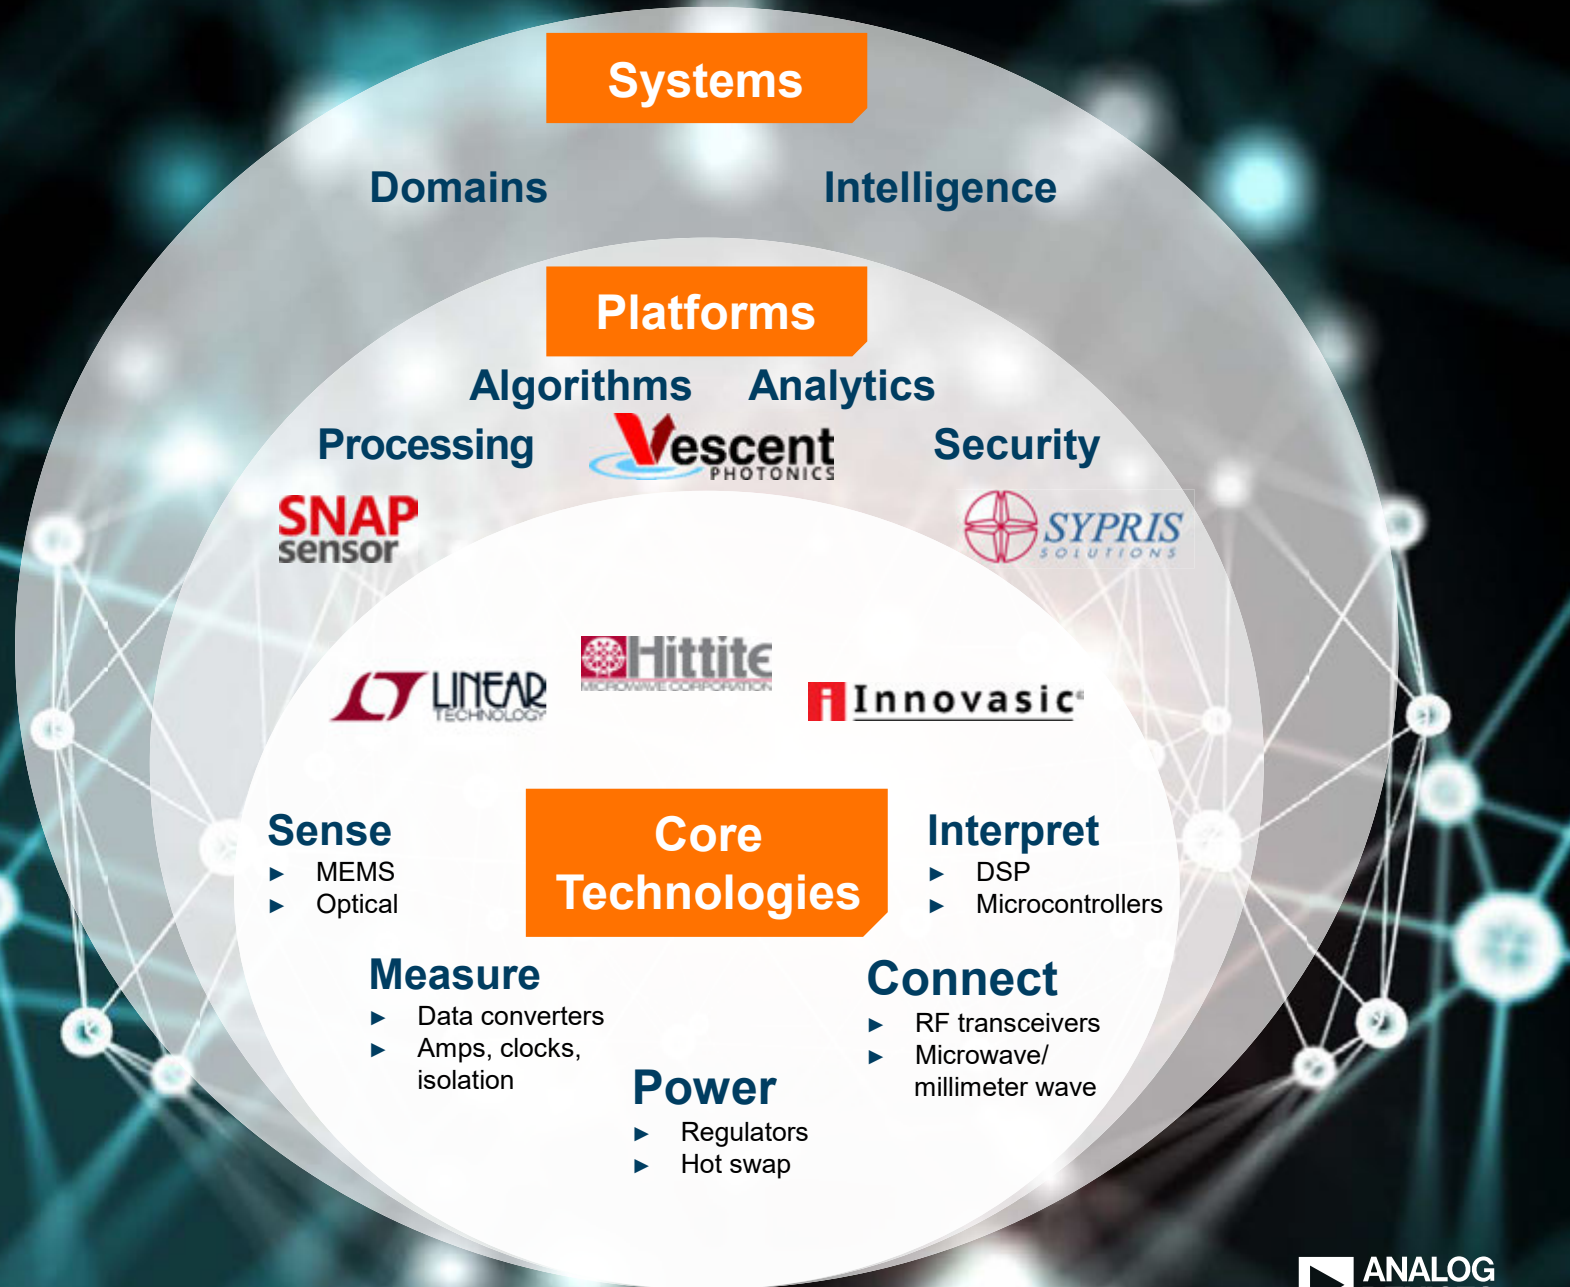 Systems
Domains
Intelligence
Platforms
Algorithms
Analytics
Processing
Vescent
PHOTONICS
Security
SNAP
sensor
SYPRIS
SOLUTIONS
Hittite
MICROWAVE CORPORATION
LINEAR
TECHNOLOGY
Innovasic
Sense
► MEMS
► Optical
Core
Technologies
Interpret
► DSP
► Microcontrollers
Measure
► Data converters
► Amps, clocks,
isolation
Connect
► RF transceivers
► Microwave/
millimeter wave
Power
► Regulators
► Hot swap
ANALOG